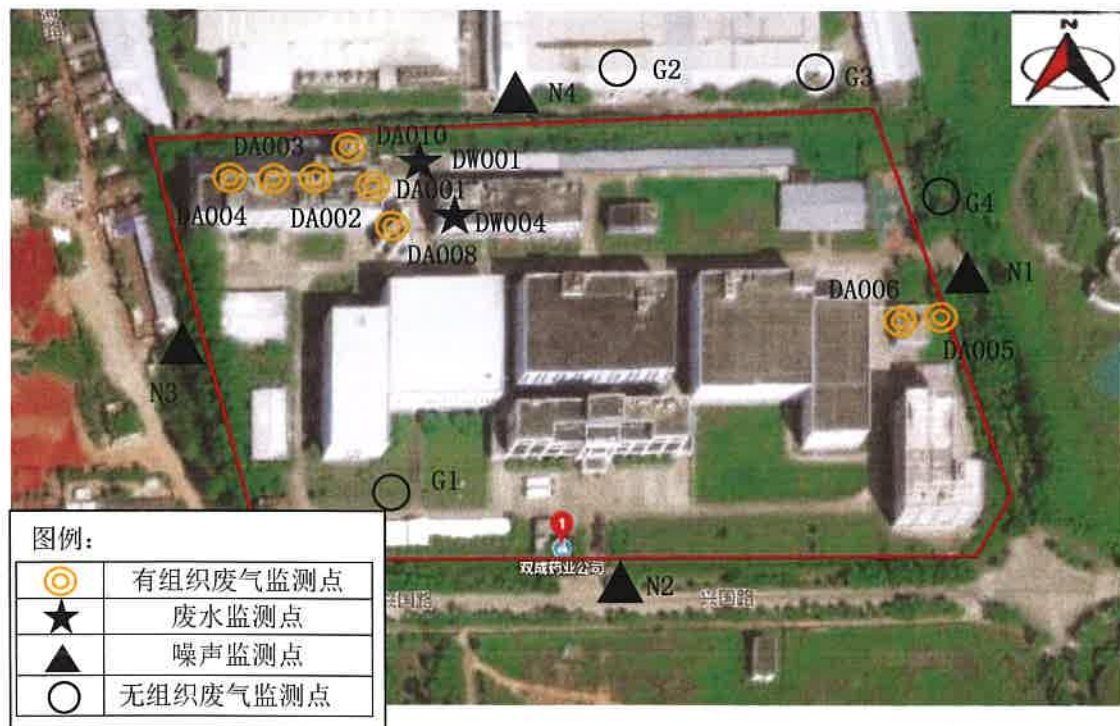 N
G2
G3
N4
DA003
DA010
DW001
DA001
DA004
DA002
DW004
DA008
G4
N1
DA006
DA005
N3
G1
1
双成药业公司
N2
兴国路
兴国路
图例：
有组织废气监测点
废水监测点
噪声监测点
无组织废气监测点